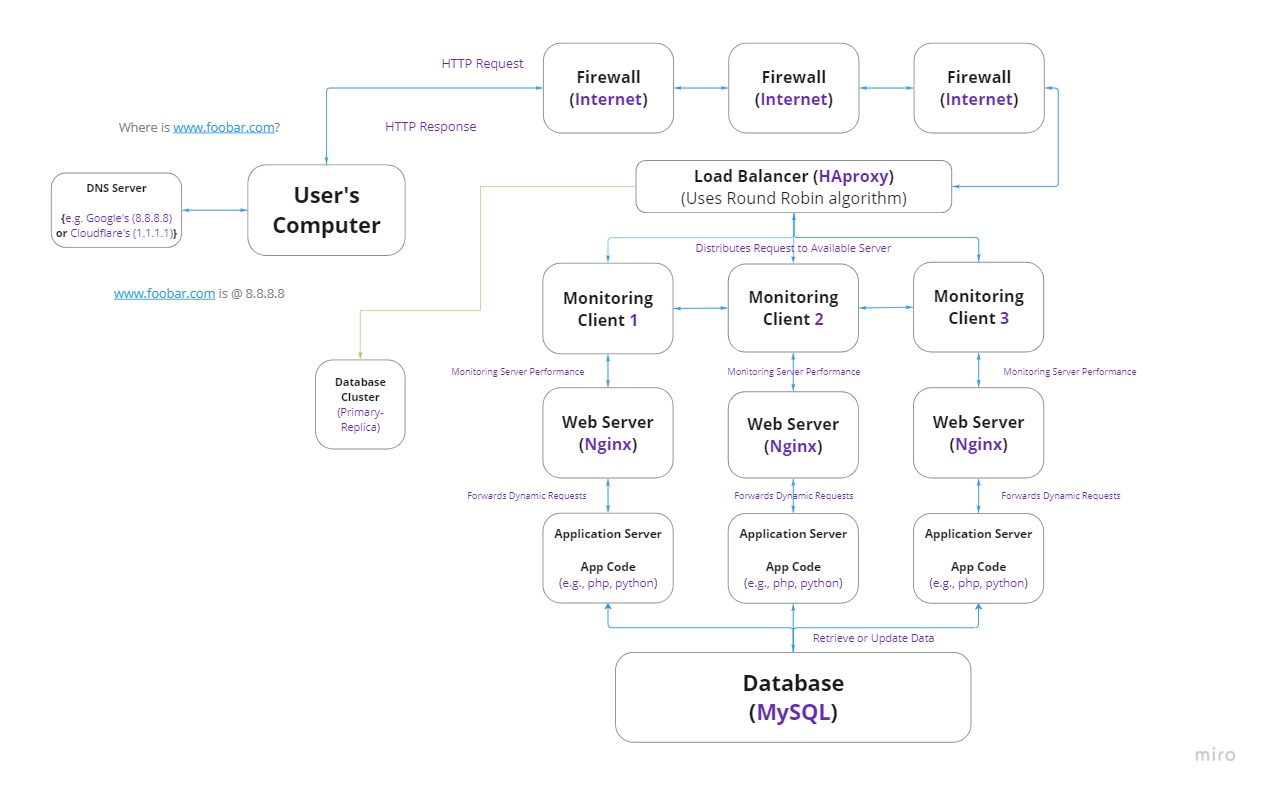 HTTP Request
Firewall
(Internet)
Firewall
(Internet)
Firewall
(Internet)
Where is www.foobar.com?
HTTP Response
DNS Server
{e.g. Google's (8.8.8.8)
or Cloudflare's (1.1.1.1)}
User's
Computer
Load Balancer (HAproxy)
(Uses Round Robin algorithm)
Distributes Request to Available Server
www.foobar.com is @ 8.8.8.8
Monitoring
Client 1
Monitoring
Client 2
Monitoring
Client 3
Database
Cluster
(Primary-
Replica)
Monitoring Server Performance
Monitoring Server Performance
Monitoring Server Performance
Web Server
(Nginx)
Web Server
(Nginx)
Web Server
(Nginx)
Forwards Dynamic Requests
Forwards Dynamic Requests
Forwards Dynamic Requests
Application Server
App Code
(e.g., php, python)
Application Server
App Code
(e.g., php, python)
Application Server
App Code
(e.g., php, python)
Retrieve or Update Data
Database
(MySQL)
miro